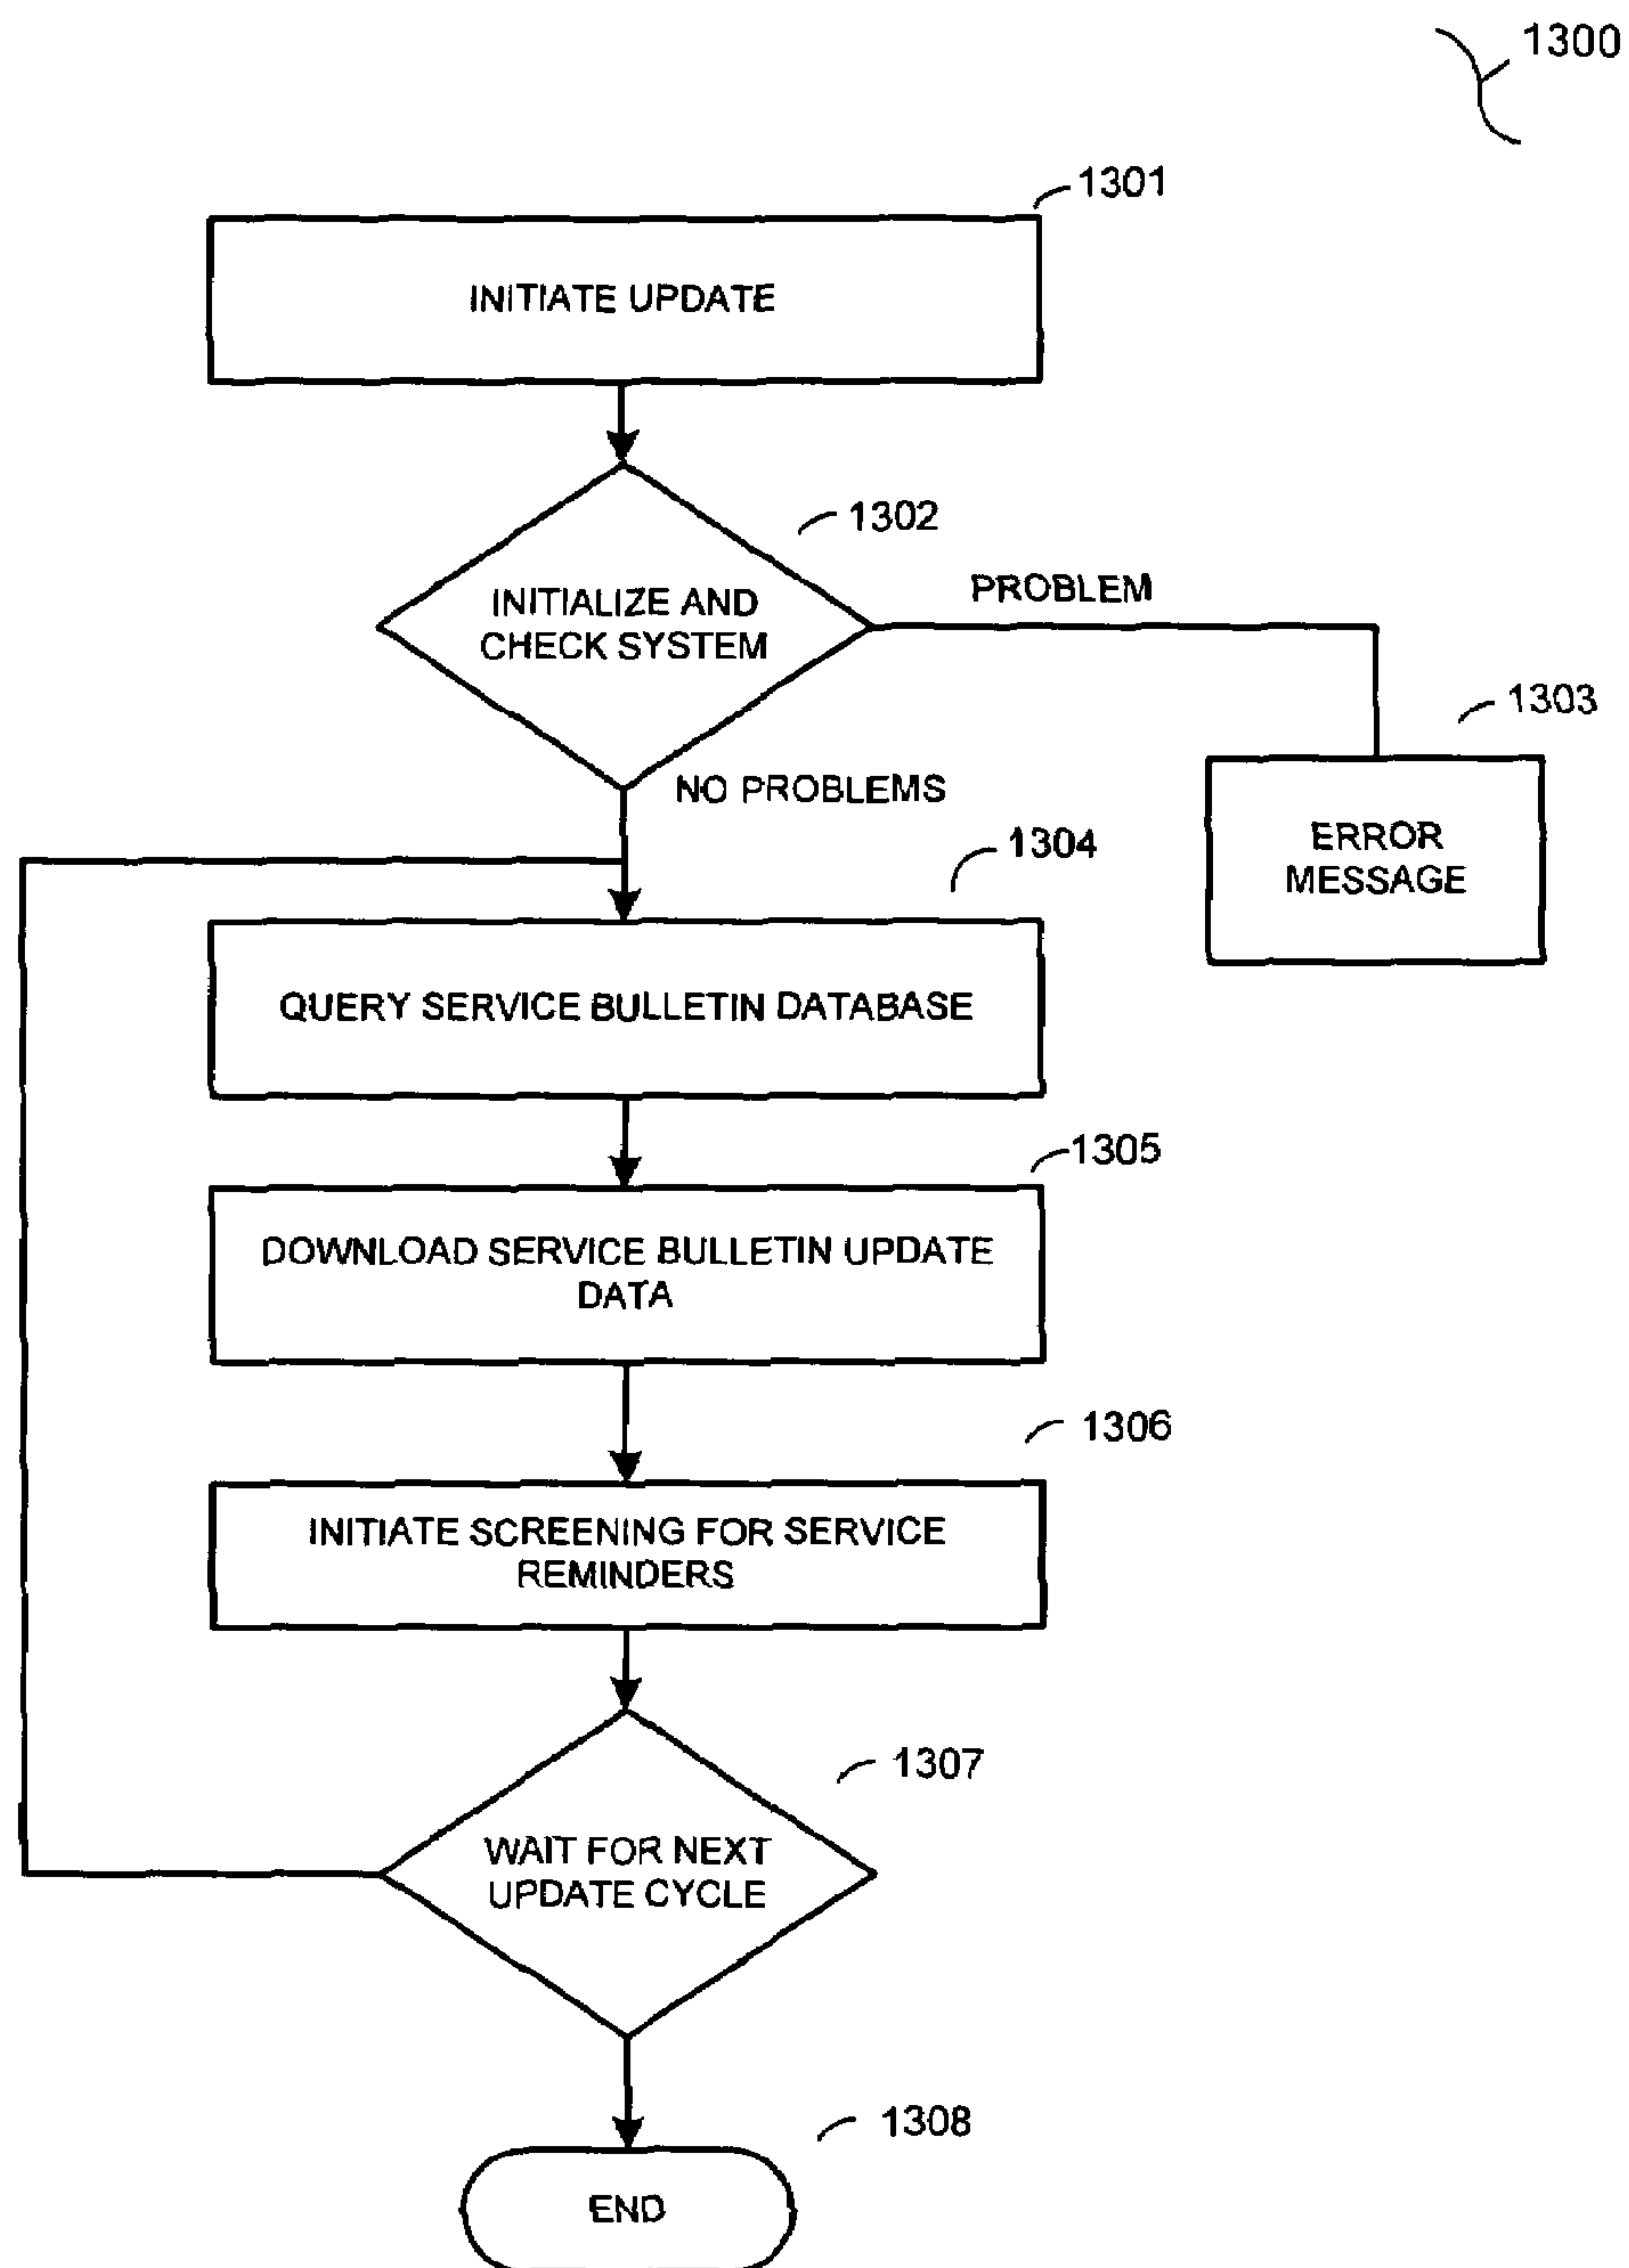 1300
1301
INITIATE UPDATE
1302
INITIALIZE AND
CHECK SYSTEM
PROBLEM
1303
ERROR
MESSAGE
NO PROBLEMS
1304
QUERY SERVICE BULLETIN DATABASE
1305
DOWNLOAD SERVICE BULLETIN UPDATE
DATA
1306
INITIATE SCREENING FOR SERVICE
REMINDERS
1307
WAIT FOR NEXT
UPDATE CYCLE
1308
END